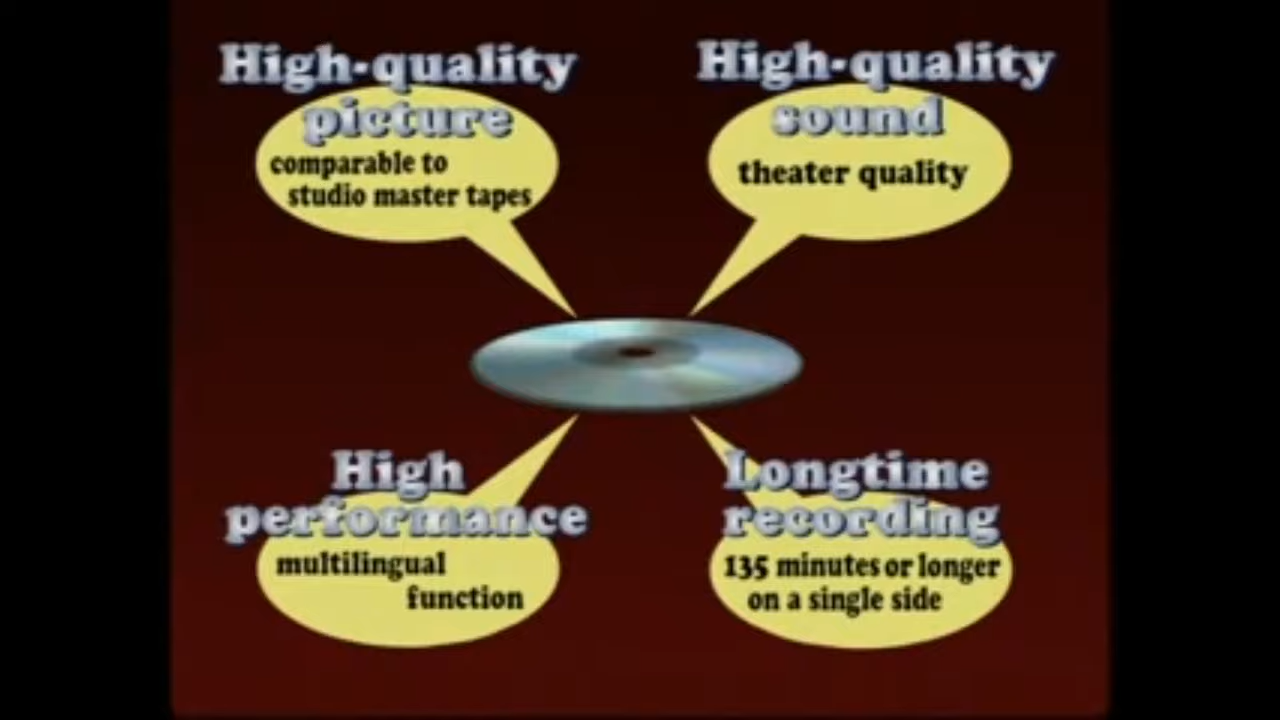 High-quality
picture
comparable to
studio master tapes
High-quality
sound
theater quality
High
performance
multilingual
function
Longtime
recording
135 minutes or longer
on a single side